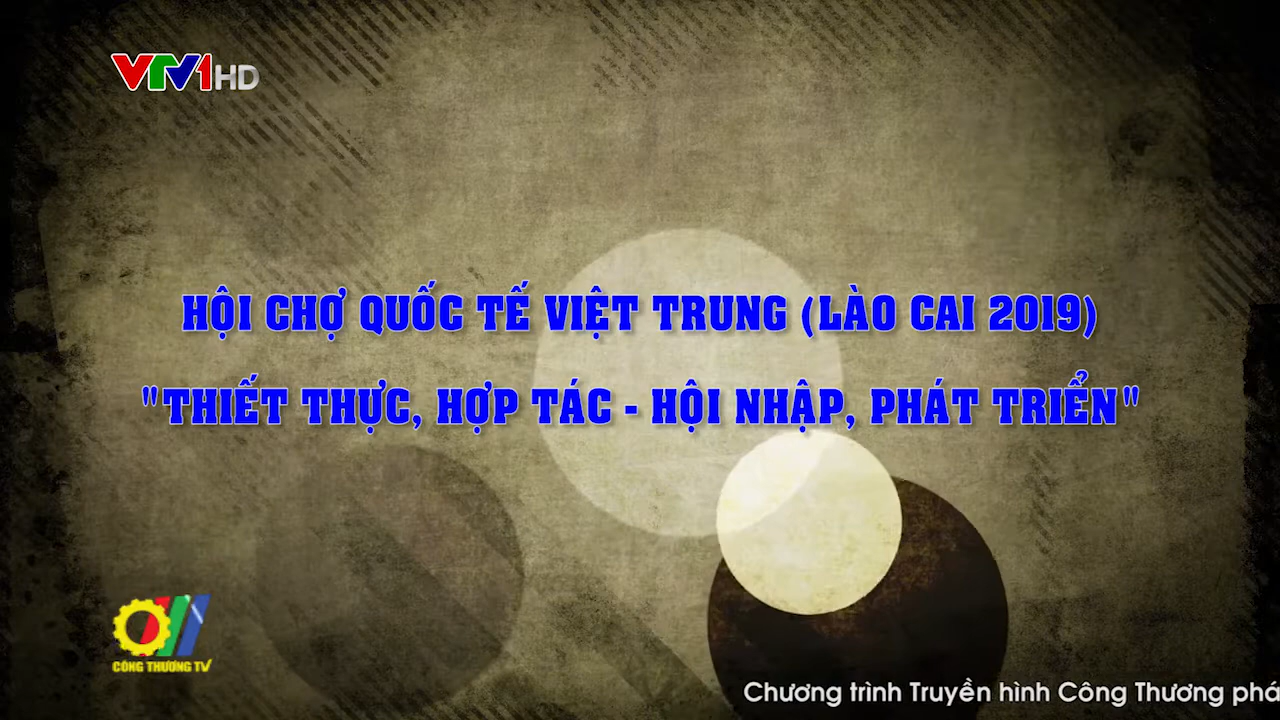 VTV1HD
HỘI CHỢ QUỐC TẾ VIỆT TRUNG (LÀO CAI 2019)
"THIẾT THỰC, HỢP TÁC - HỘI NHẬP, PHÁT TRIỂN"
CÔNG THƯƠNG TV
Chương trình Truyền hình Công Thương phá